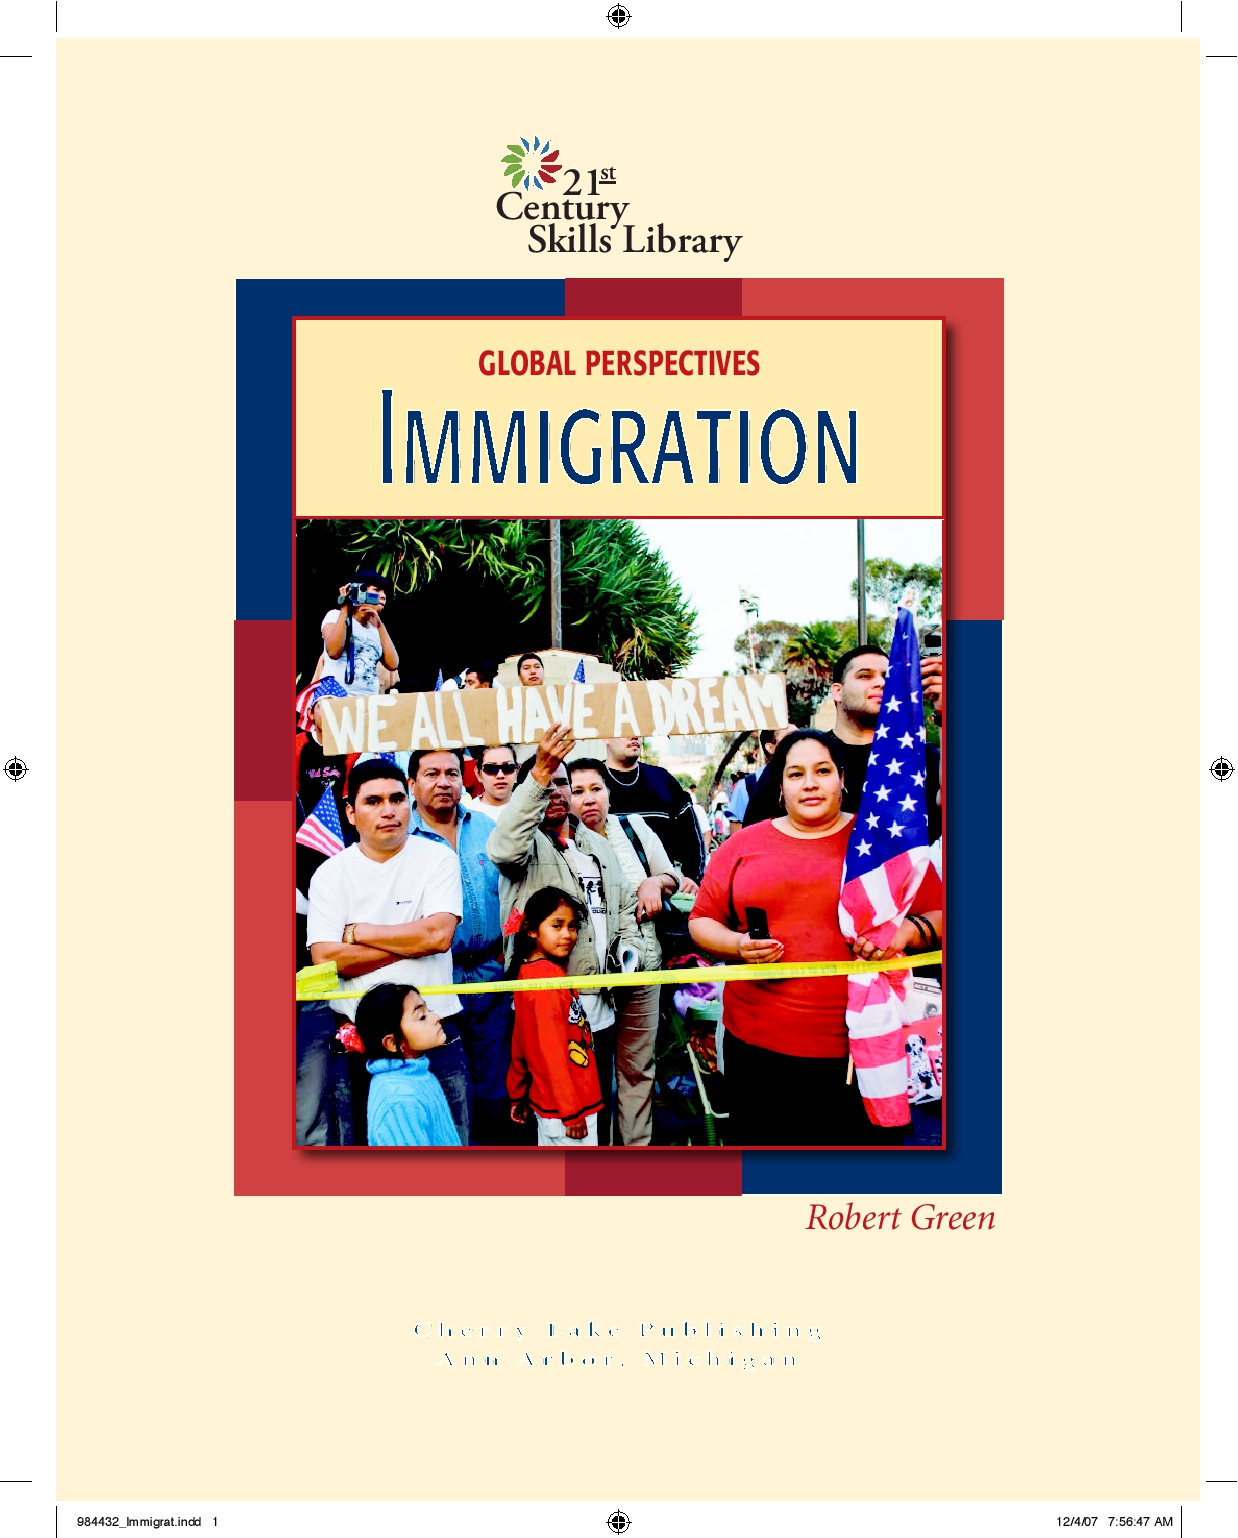 21st
Century
Skills Library
GLOBAL PERSPECTIVES
IMMIGRATION
WE ALL HAVE A DREAM
Robert Green
Cherry Lake Publishing
Ann Arbor, Michigan
984432_Immigrat.indd 1
12/4/07 7:56:47 AM